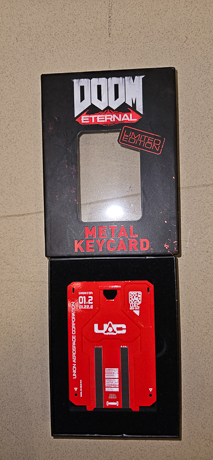 DOOM
ETERNAL
LIMITED
EDITION
METAL
KEYCARD
01.2
UAC
UNION AEROSPACE CORPORATION